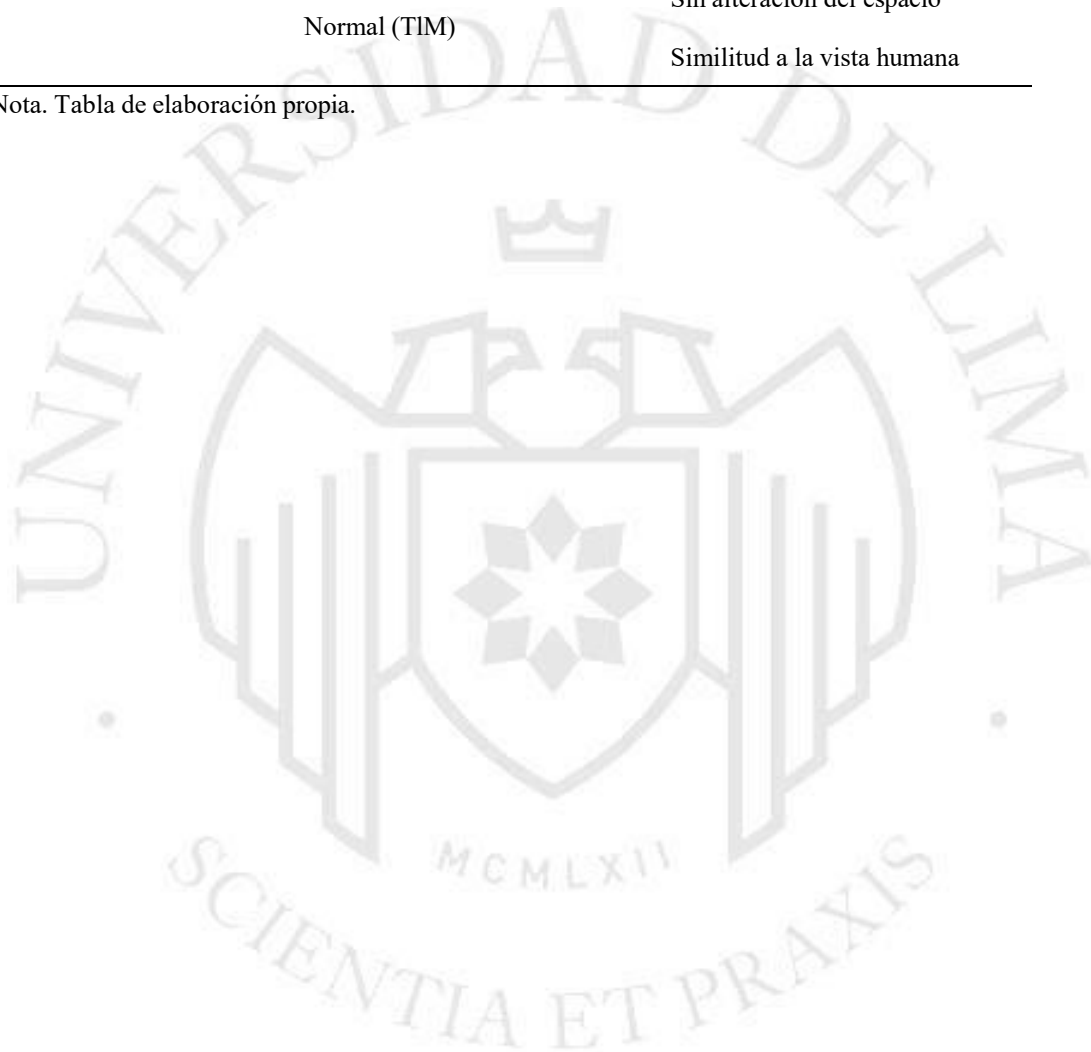 Sin alteración del espacio
Normal (TlM)
Similitud a la vista humana
Nota. Tabla de elaboración propia.
UNIVERSIDAD DE LIMA
MCMLXII
SCIENTIA ET PRAXIS